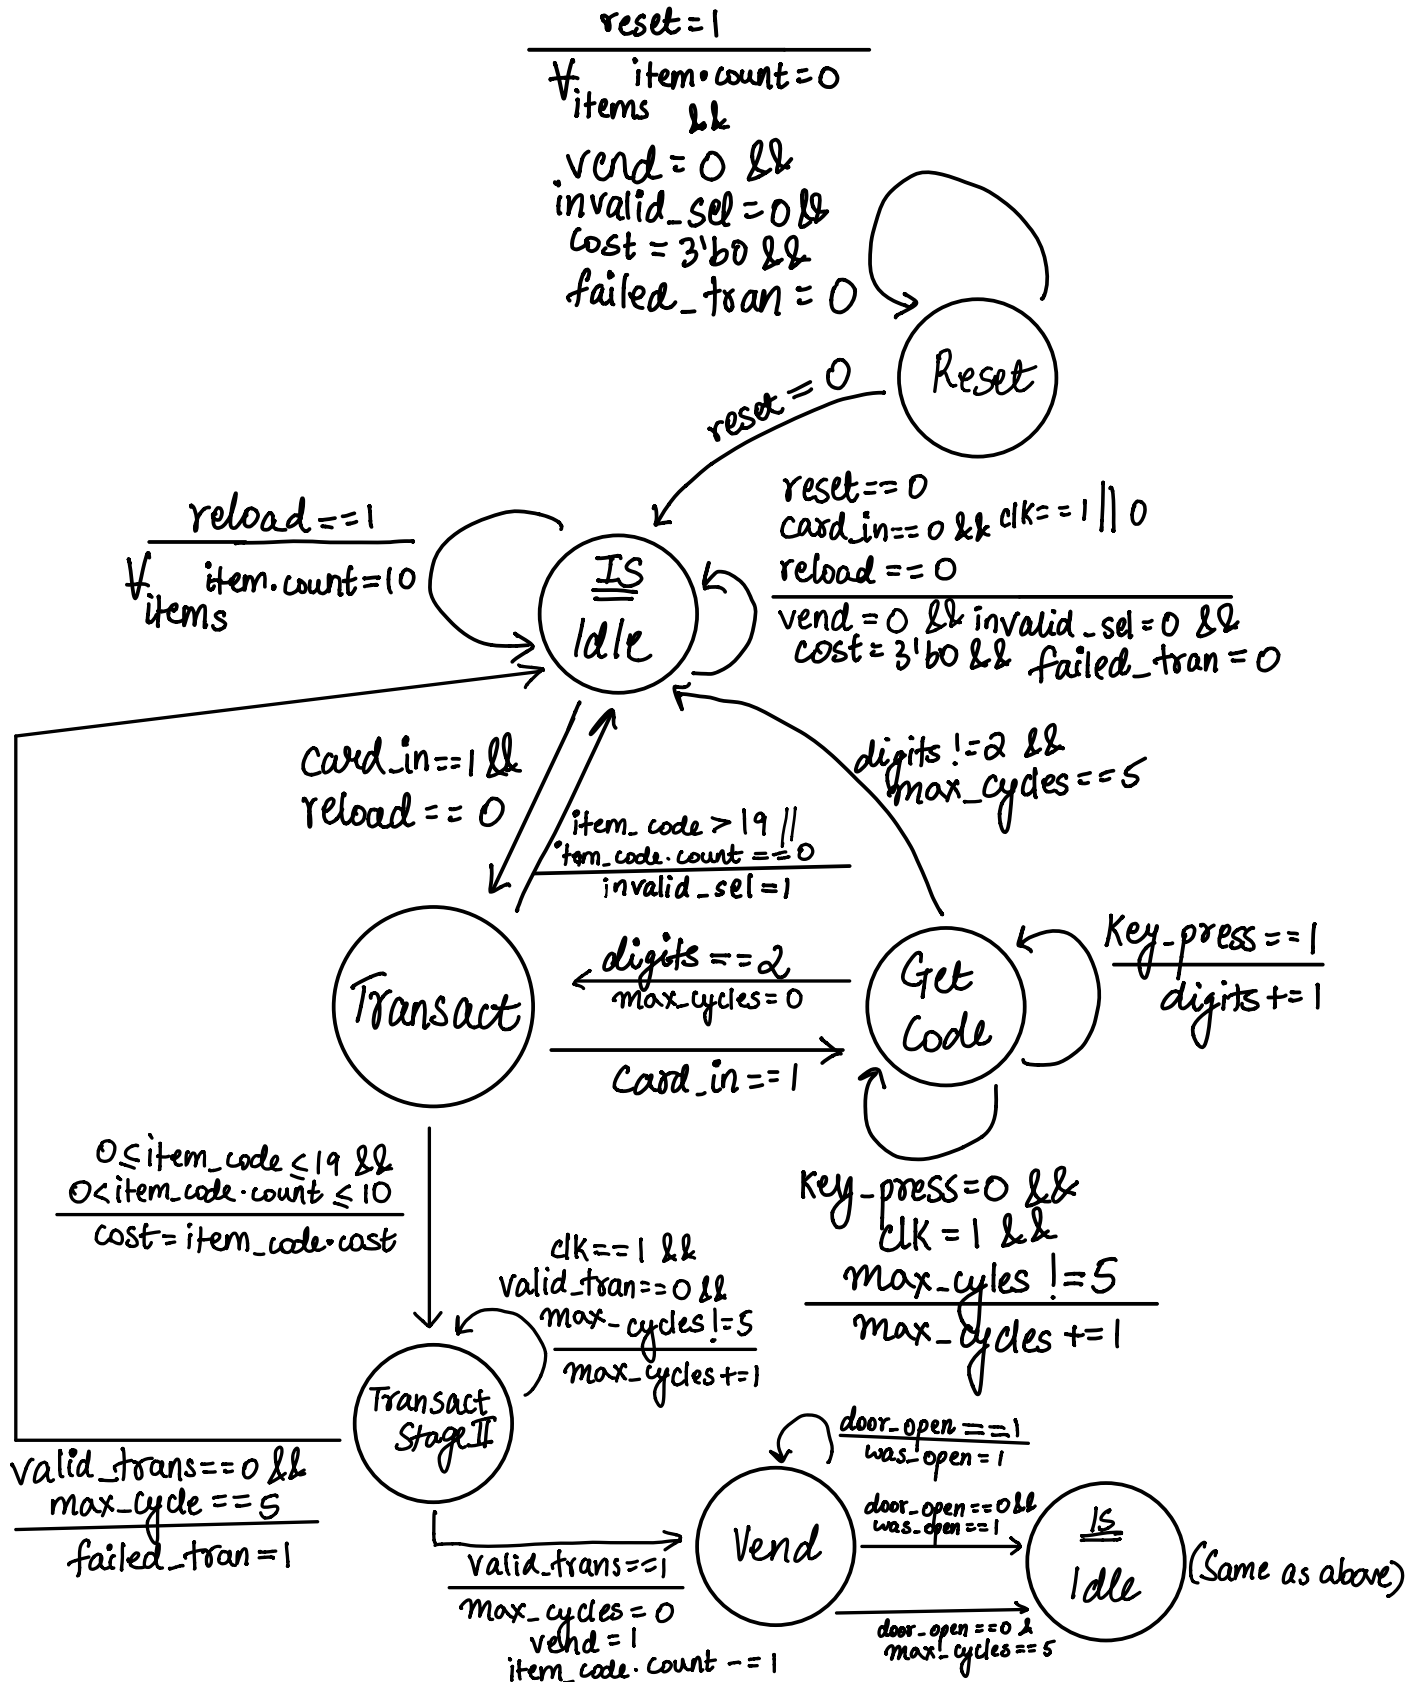 reset=1
∀ item.count=0
items &&
vend=0 &&
invalid_sel=0&&
cost=3'b0 &&
failed_tran=0
Reset
reset=0
reset==0
card_in==0 && clk==1||0
reload==0
vend=0 && invalid_sel=0 &&
cost=3'b0 && failed_tran=0
reload==1
∀ item.count=10
items
IS
Idle
card_in==1 &&
reload==0
digits!=2 &&
max_cycles==5
item_code>19||
item_code.count===0
invalid_sel=1
Transact
digits==2
max_cycles=0
card_in==1
Get
Code
Key_press==1
digits+=1
Key_press=0 &&
clk=1 &&
max_cyles!=5
max_cycles+=1
0≤item_code≤19 &&
0<item_code.count≤10
cost=item_code.cost
clk==1 &&
valid_tran==0 &&
max_cycles!=5
max_cycles+=1
Transact
Stage II
valid_trans==0 &&
max_cycle==5
failed_tran=1
valid_trans==1
max_cycles=0
vend=1
item_code.count-=1
Vend
door_open==1
was_open=1
door_open==0&&
was_open==1
door_open==0 &
max_cycles==5
IS
Idle
(Same as above)